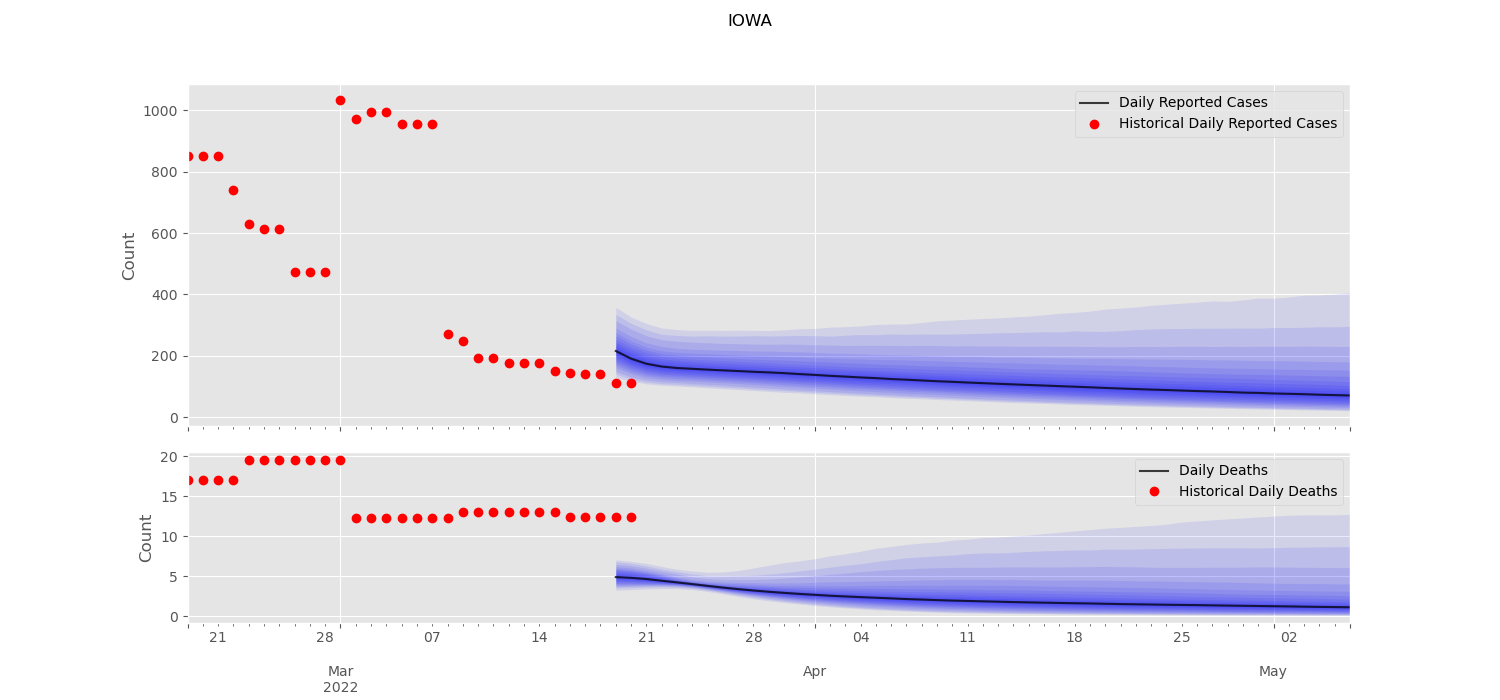 IOWA
1000
800
600
400
200
0
Count
Daily Reported Cases
Historical Daily Reported Cases
20
15
10
5
0
Count
Daily Deaths
Historical Daily Deaths
21 28 07 14 21 28 04 11 18 25 02
Mar Apr May
2022